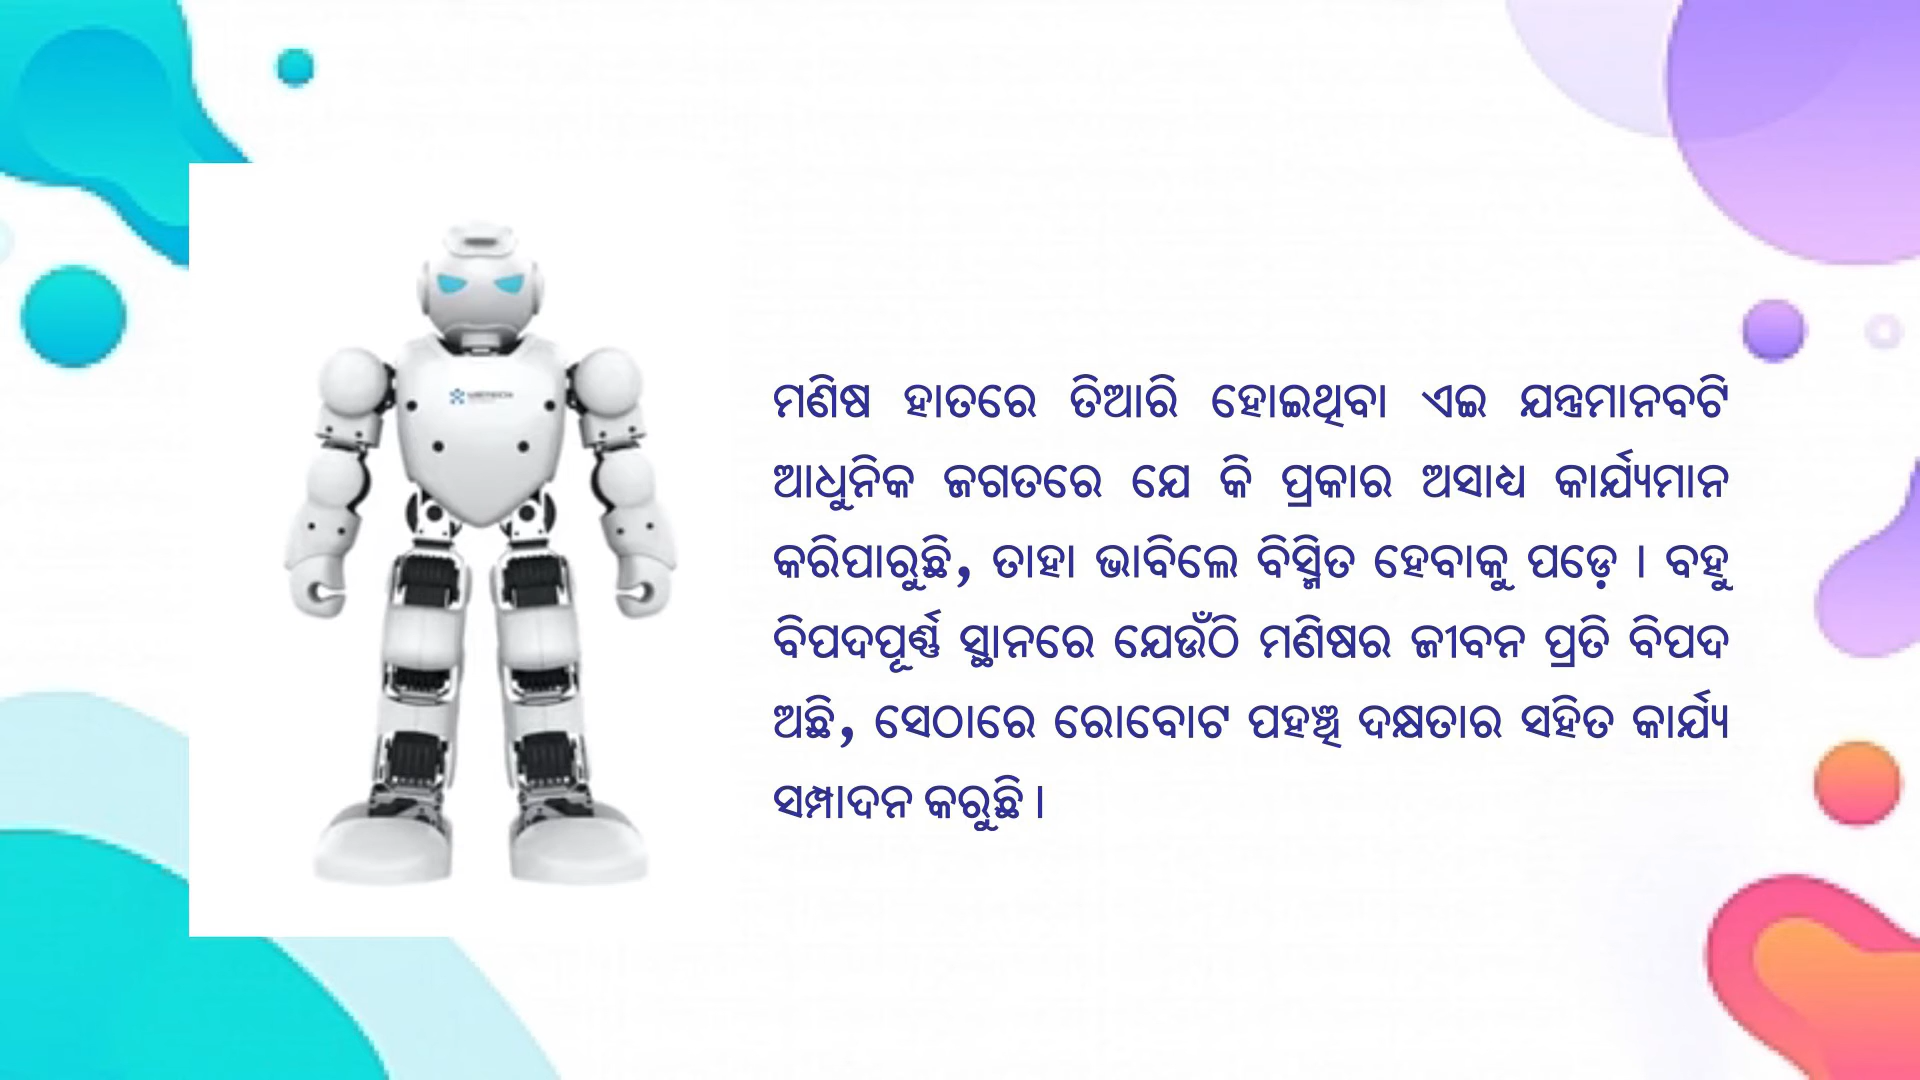 ମଣିଷ ହାତରେ ତିଆରି ହୋଇଥିବା ଏଇ ଯନ୍ତ୍ରମାନବଟି
ଆଧୁନିକ ଜଗତରେ ଯେ କି ପ୍ରକାର ଅସାଧ୍ୟ କାର୍ଯ୍ୟମାନ
କରିପାରୁଛି, ତାହା ଭାବିଲେ ବିସ୍ମିତ ହେବାକୁ ପଡ଼େ । ବହୁ
ବିପଦପୂର୍ଣ୍ଣ ସ୍ଥାନରେ ଯେଉଁଠି ମଣିଷର ଜୀବନ ପ୍ରତି ବିପଦ
ଅଛି, ସେଠାରେ ରୋବୋଟ ପହଞ୍ଚି ଦକ୍ଷତାର ସହିତ କାର୍ଯ୍ୟ
ସମ୍ପାଦନ କରୁଛି ।